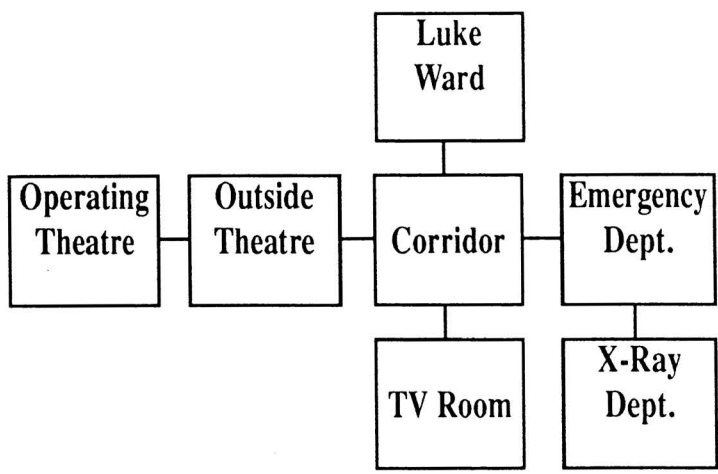 Luke
Ward
Operating
Theatre
Outside
Theatre
Corridor
Emergency
Dept.
TV Room
X-Ray
Dept.